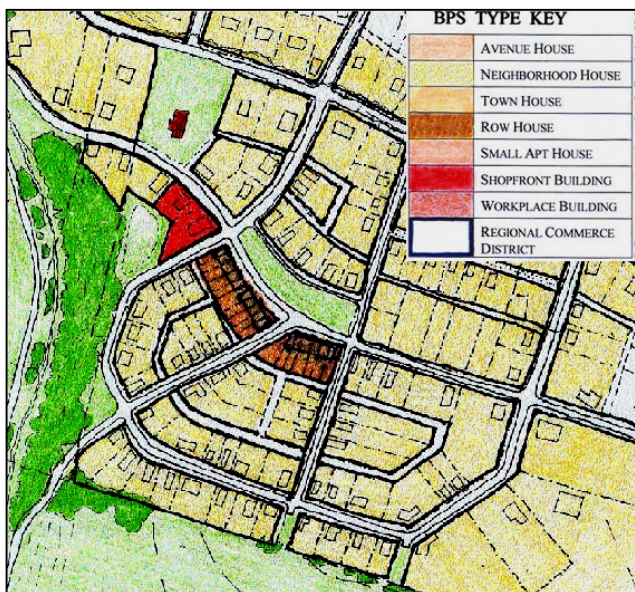 BPS TYPE KEY
AVENUE HOUSE
NEIGHBORHOOD HOUSE
TOWN HOUSE
ROW HOUSE
SMALL APT HOUSE
SHOPFRONT BUILDING
WORKPLACE BUILDING
REGIONAL COMMERCE
DISTRICT